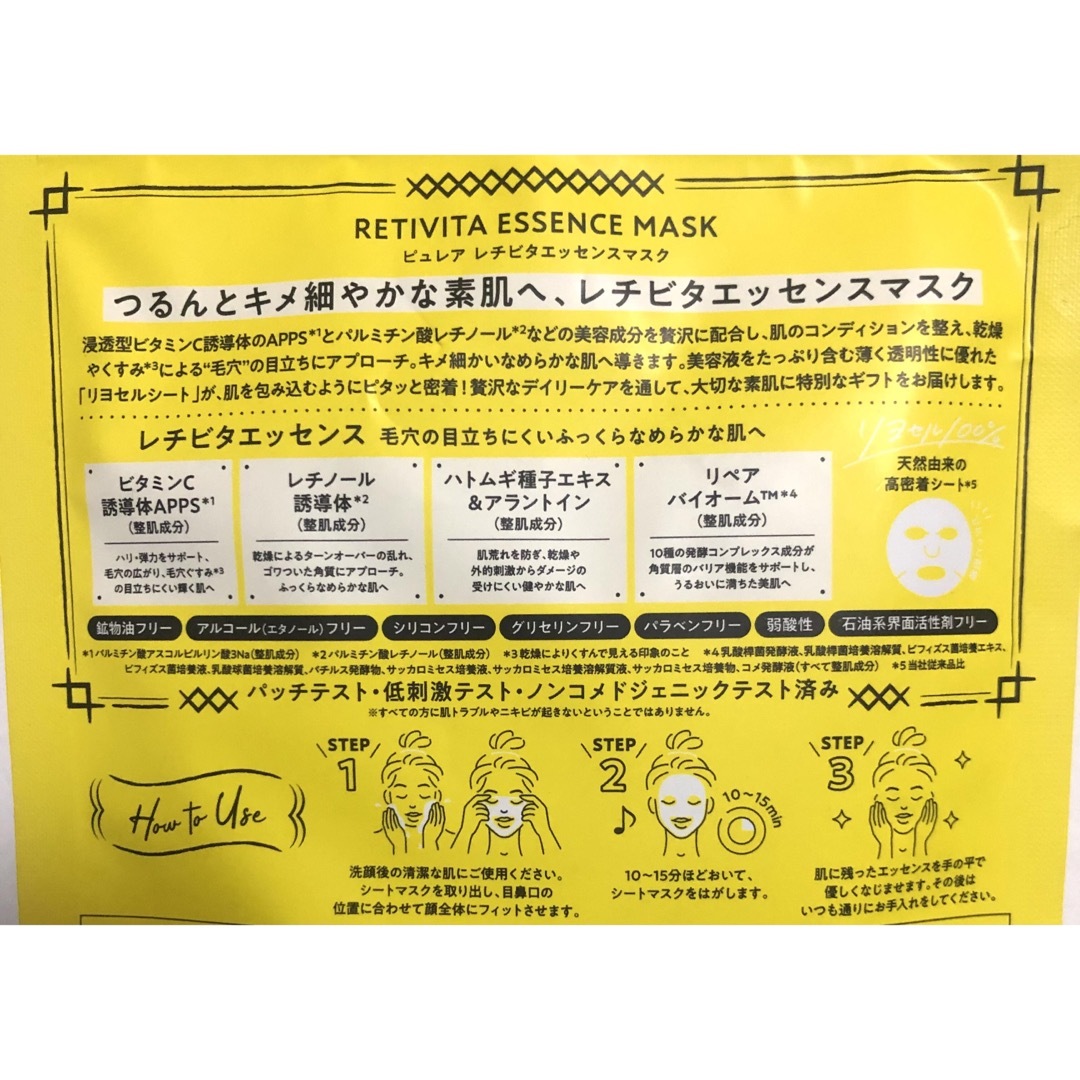 RETIVITA ESSENCE MASK
ピュレア レチビタエッセンスマスク
つるんとキメ細やかな素肌へ、レチビタエッセンスマスク
浸透型ビタミンC誘導体のAPPS*1とパルミチン酸レチノール*2などの美容成分を贅沢に配合し、肌のコンディションを整え、乾燥
やくすみ*3による“毛穴”の目立ちにアプローチ。キメ細かいなめらかな肌へ導きます。美容液をたっぷり含む薄く透明性に優れた
「リヨセルシート」が、肌を包み込むようにピタッと密着！贅沢なデイリーケアを通して、大切な素肌に特別なギフトをお届けします。
レチビタエッセンス 毛穴の目立ちにくいふっくらなめらかな肌へ
リヨセル100%
ビタミンC
誘導体APPS*1
（整肌成分）
ハリ・弾力をサポート、
毛穴の広がり、毛穴ぐすみ*3
の目立ちにくい輝く肌へ
レチノール
誘導体*2
（整肌成分）
乾燥によるターンオーバーの乱れ、
ゴワついた角質にアプローチ。
ふっくらなめらかな肌へ
ハトムギ種子エキス
&アラントイン
（整肌成分）
肌荒れを防ぎ、乾燥や
外的刺激からダメージの
受けにくい健やかな肌へ
リペア
バイオーム™*4
（整肌成分）
10種の発酵コンプレックス成分が
角質層のバリア機能をサポートし、
うるおいに満ちた美肌へ
天然由来の
高密着シート*5
鉱物油フリー アルコール（エタノール）フリー シリコンフリー グリセリンフリー パラベンフリー 弱酸性 石油系界面活性剤フリー
*1 パルミチン酸アスコルビルリン酸3Na（整肌成分） *2 パルミチン酸レチノール（整肌成分） *3 乾燥によりくすんで見える印象のこと *4 乳酸桿菌発酵液、乳酸桿菌培養溶解質、ビフィズス菌培養エキス、
ビフィズス菌培養液、乳酸球菌培養溶解質、バチルス発酵物、サッカロミセス培養液、サッカロミセス培養溶解質液、サッカロミセス培養物、コメ発酵液（すべて整肌成分） *5 当社従来品比
パッチテスト・低刺激テスト・ノンコメドジェニックテスト済み
※すべての方に肌トラブルやニキビが起きないということではありません。
How to Use
STEP
1
洗顔後の清潔な肌にご使用ください。
シートマスクを取り出し、目鼻口の
位置に合わせて顔全体にフィットさせます。
STEP
2
10～15min
10～15分ほどおいて、
シートマスクをはがします。
STEP
3
肌に残ったエッセンスを手の平で
優しくなじませます。その後は
いつも通りにお手入れをしてください。